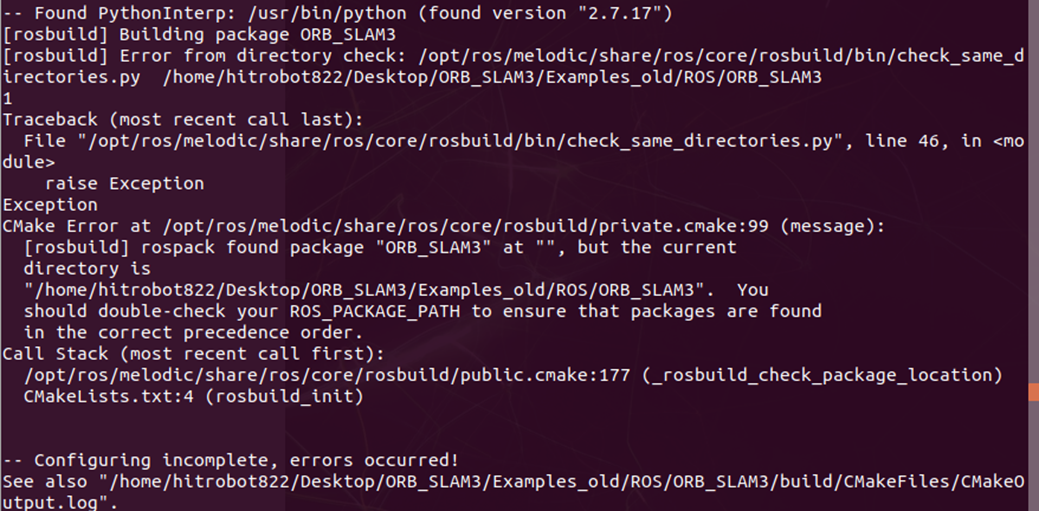 -- Found PythonInterp: /usr/bin/python (found version "2.7.17")
[rosbuild] Building package ORB_SLAM3
[rosbuild] Error from directory check: /opt/ros/melodic/share/ros/core/rosbuild/bin/check_same_d
irectories.py  /home/hitrobot822/Desktop/ORB_SLAM3/Examples_old/ROS/ORB_SLAM3
1
Traceback (most recent call last):
  File "/opt/ros/melodic/share/ros/core/rosbuild/bin/check_same_directories.py", line 46, in <mo
dule>
    raise Exception
Exception
CMake Error at /opt/ros/melodic/share/ros/core/rosbuild/private.cmake:99 (message):
  [rosbuild] rospack found package "ORB_SLAM3" at "", but the current
  directory is
  "/home/hitrobot822/Desktop/ORB_SLAM3/Examples_old/ROS/ORB_SLAM3".  You
  should double-check your ROS_PACKAGE_PATH to ensure that packages are found
  in the correct precedence order.
Call Stack (most recent call first):
  /opt/ros/melodic/share/ros/core/rosbuild/public.cmake:177 (_rosbuild_check_package_location)
  CMakeLists.txt:4 (rosbuild_init)
-- Configuring incomplete, errors occurred!
See also "/home/hitrobot822/Desktop/ORB_SLAM3/Examples_old/ROS/ORB_SLAM3/build/CMakeFiles/CMakeO
utput.log".